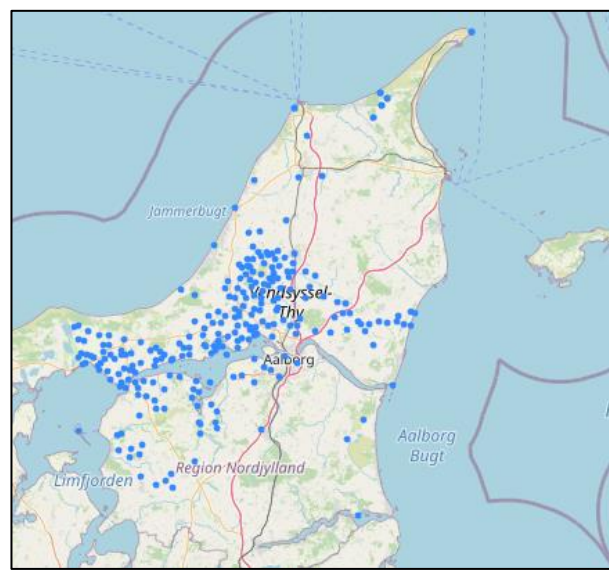 Jammerbugt
Vendsyssel-
Thy
Aalborg
Aalborg
Bugt
Region Nordjylland
Limfjorden